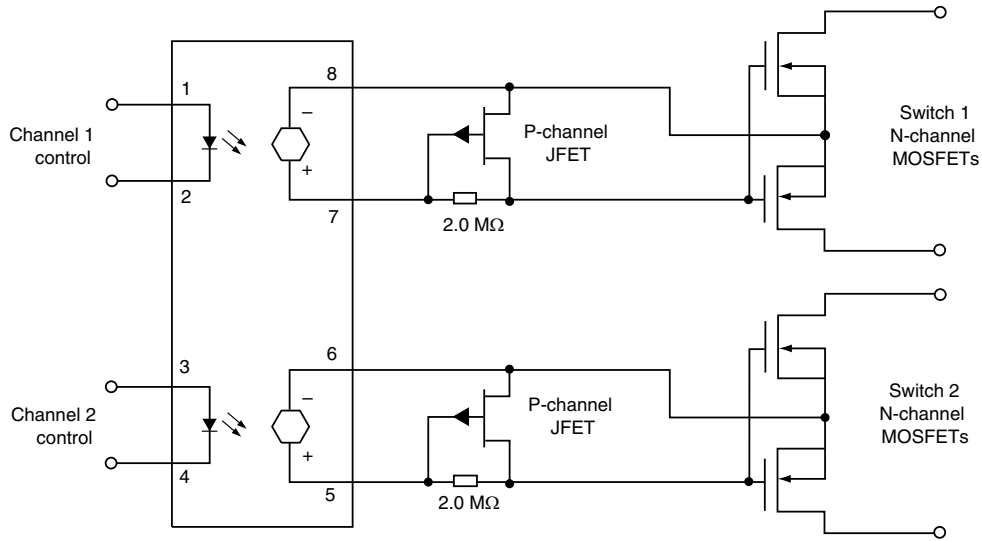 1
8
Channel 1
control
−
+
P-channel
JFET
Switch 1
N-channel
MOSFETs
2
7
2.0 MΩ
3
6
Channel 2
control
−
+
P-channel
JFET
Switch 2
N-channel
MOSFETs
4
5
2.0 MΩ